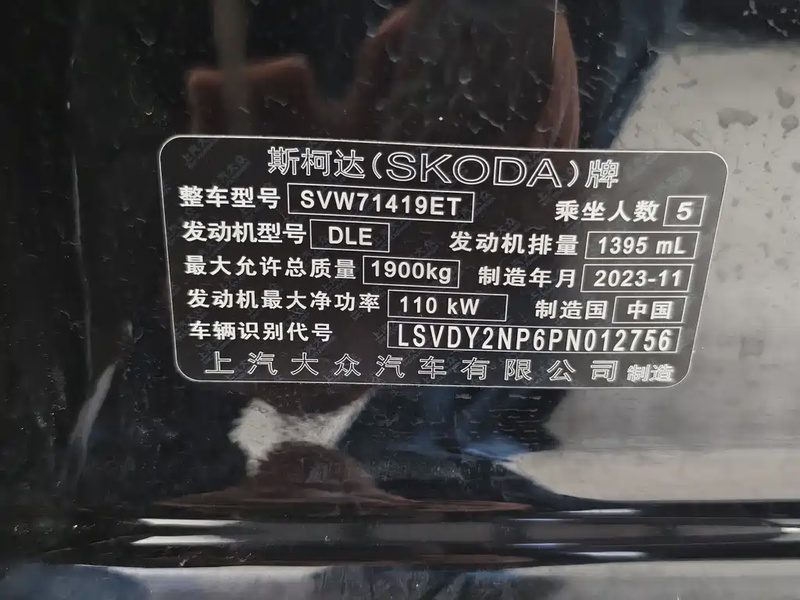 斯柯达(SKODA)牌
整车型号 SVW71419ET 乘坐人数 5
发动机型号 DLE 发动机排量 1395 mL
最大允许总质量 1900kg 制造年月 2023-11
发动机最大净功率 110 kW 制造国 中国
车辆识别代号 LSVDY2NP6PN012756
上汽大众汽车有限公司 制造